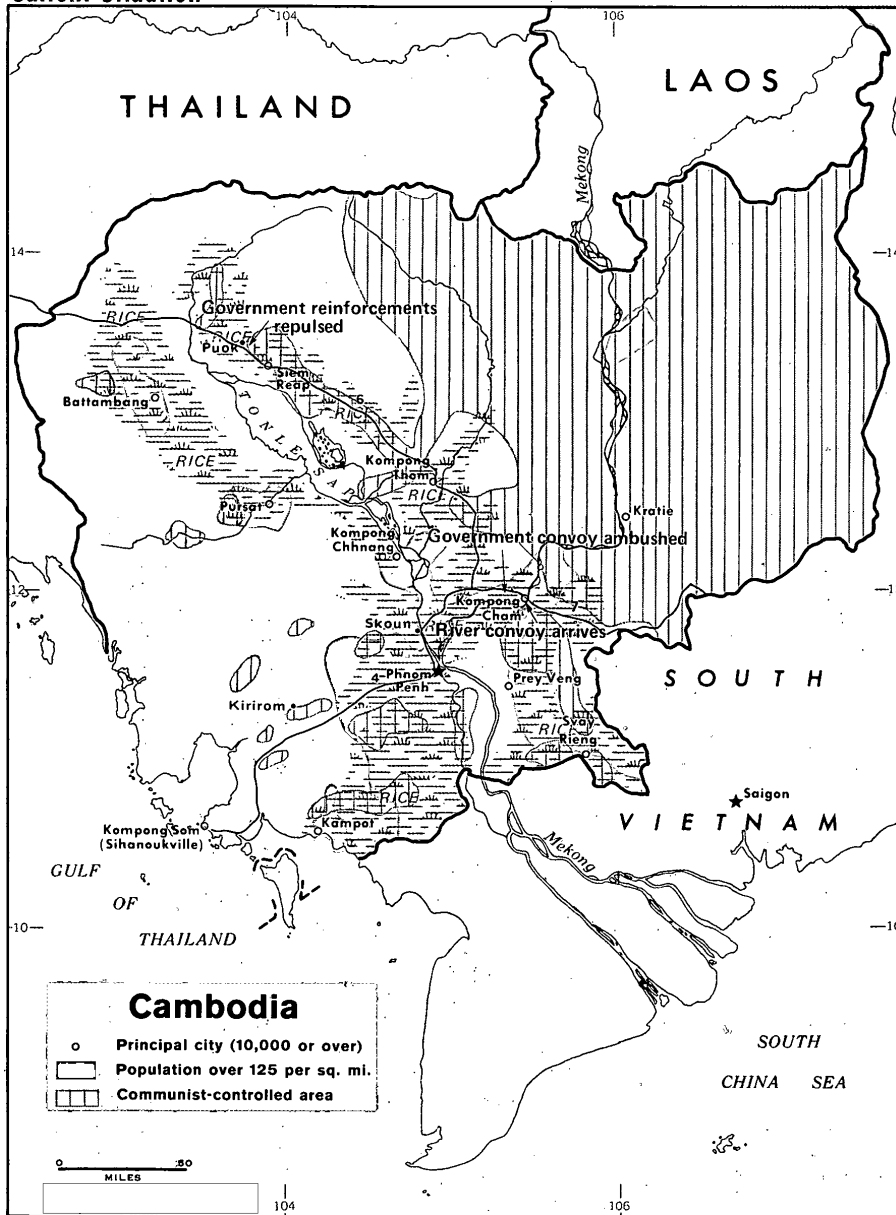 104
106
THAILAND
LAOS
Mekong
14
14
RICE
Government reinforcements
repulsed
RICE
Puok
Siem
Reap
6
RICE
Battambang
TONLE SAP
RICE
Kompong
Thom
RICE
Pursat
Kratie
Kompong
Chhnang
Government convoy ambushed
12
Kompong
Cham
7
Skoun
River convoy arrives
SOUTH
4
Phnom
Penh
Prey Veng
Kirirom
Svay
Rieng
RICE
Saigon
Kompong Som
(Sihanoukville)
Kampot
VIETNAM
Mekong
GULF
OF
THAILAND
10
10
Cambodia
Principal city (10,000 or over)
Population over 125 per sq. mi.
Communist-controlled area
SOUTH
CHINA SEA
0
50
MILES
104
106